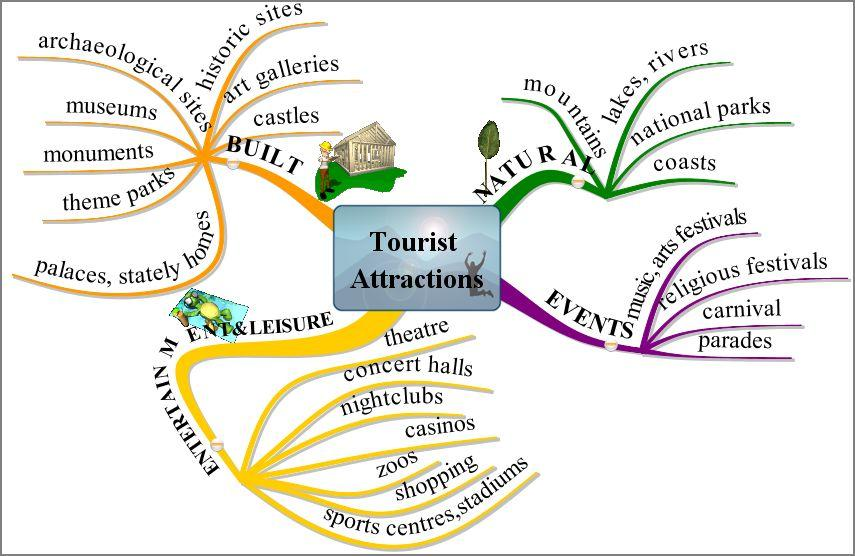 Tourist
Attractions
BUILT
historic sites
art galleries
castles
archaeological sites
museums
monuments
theme parks
palaces, stately homes
NATURAL
mountains
lakes, rivers
national parks
coasts
EVENTS
music, arts festivals
religious festivals
carnival
parades
ENTERTAINMENT&LEISURE
theatre
concert halls
nightclubs
casinos
zoos
shopping
sports centres,stadiums